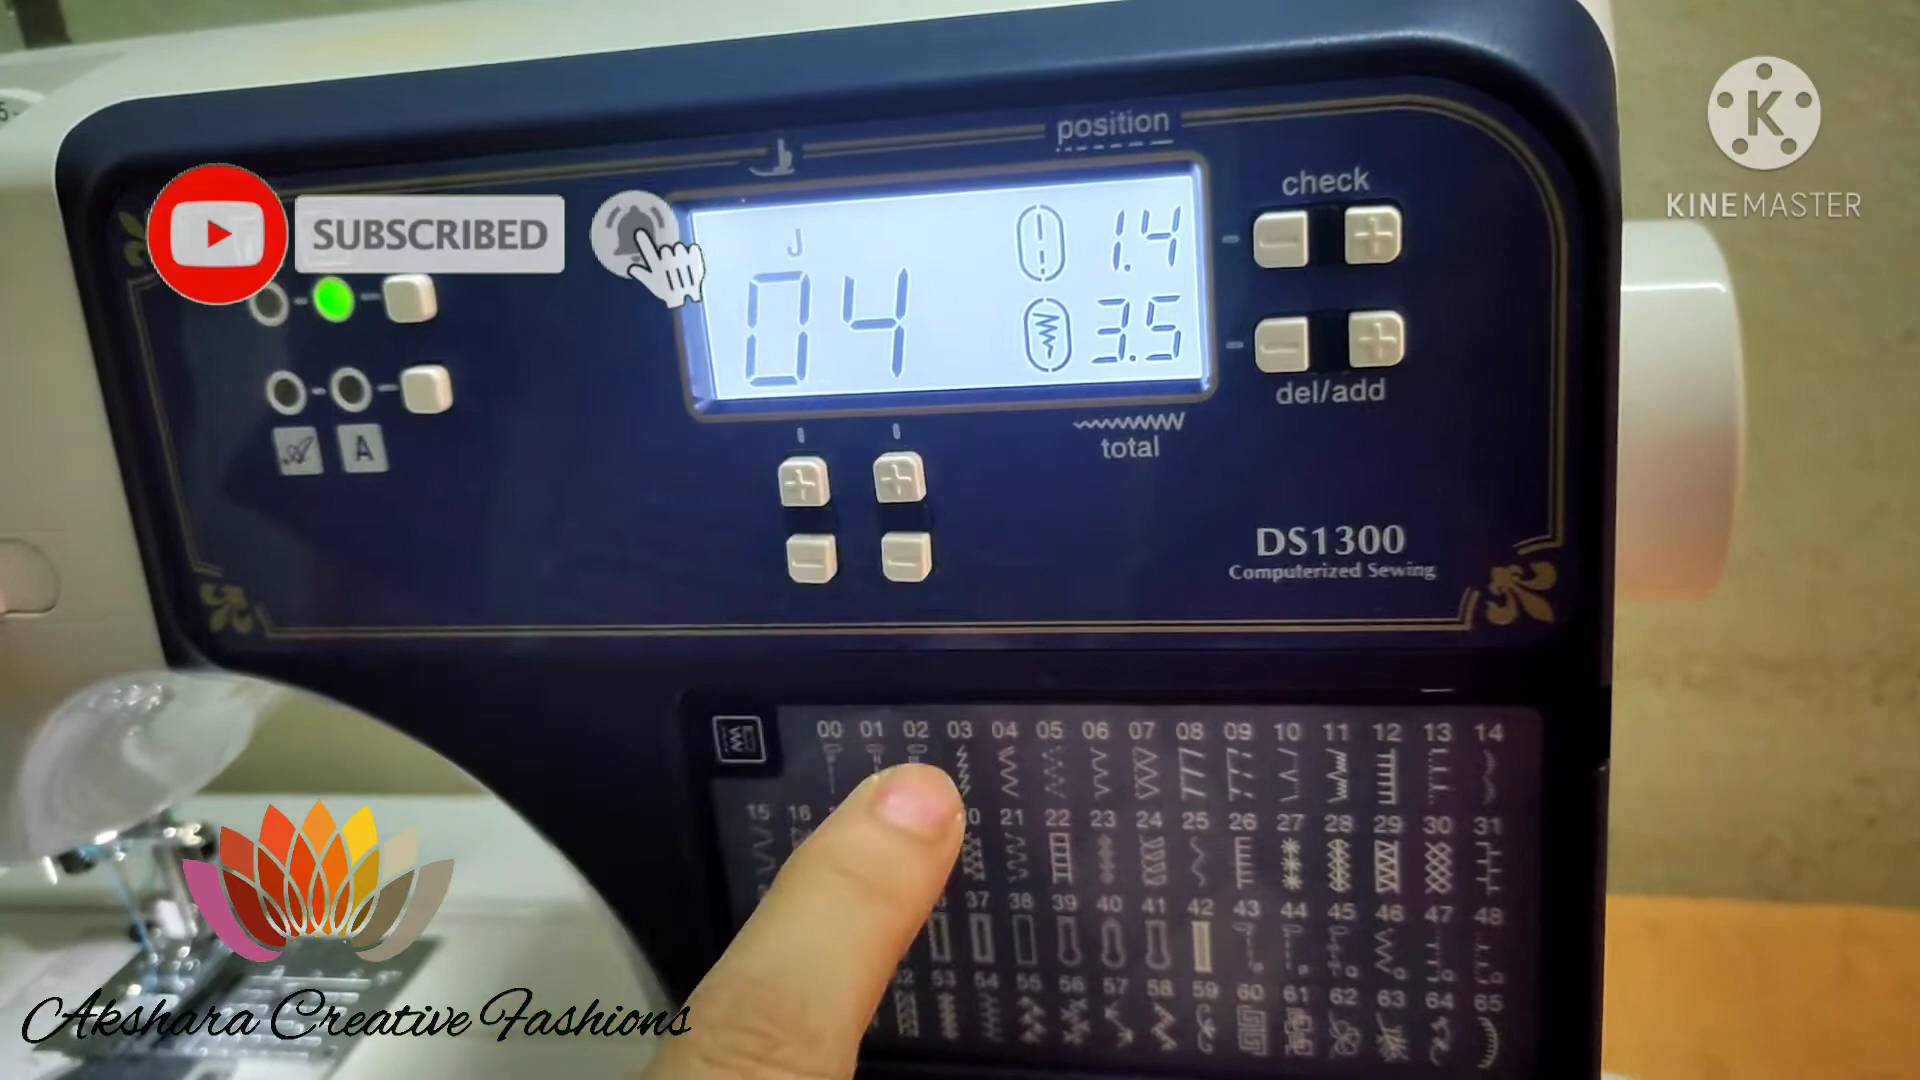 position
check
KINEMASTER
SUBSCRIBED
J
04
1.4
3.5
del/add
A
total
DS1300
Computerized Sewing
00 01 02 03 04 05 06 07 08 09 10 11 12 13 14
15 16 21 22 23 24 25 26 27 28 29 30 31
37 38 39 40 41 42 43 44 45 46 47 48
53 54 55 56 57 58 59 60 61 62 63 64 65
Akshara Creative Fashions